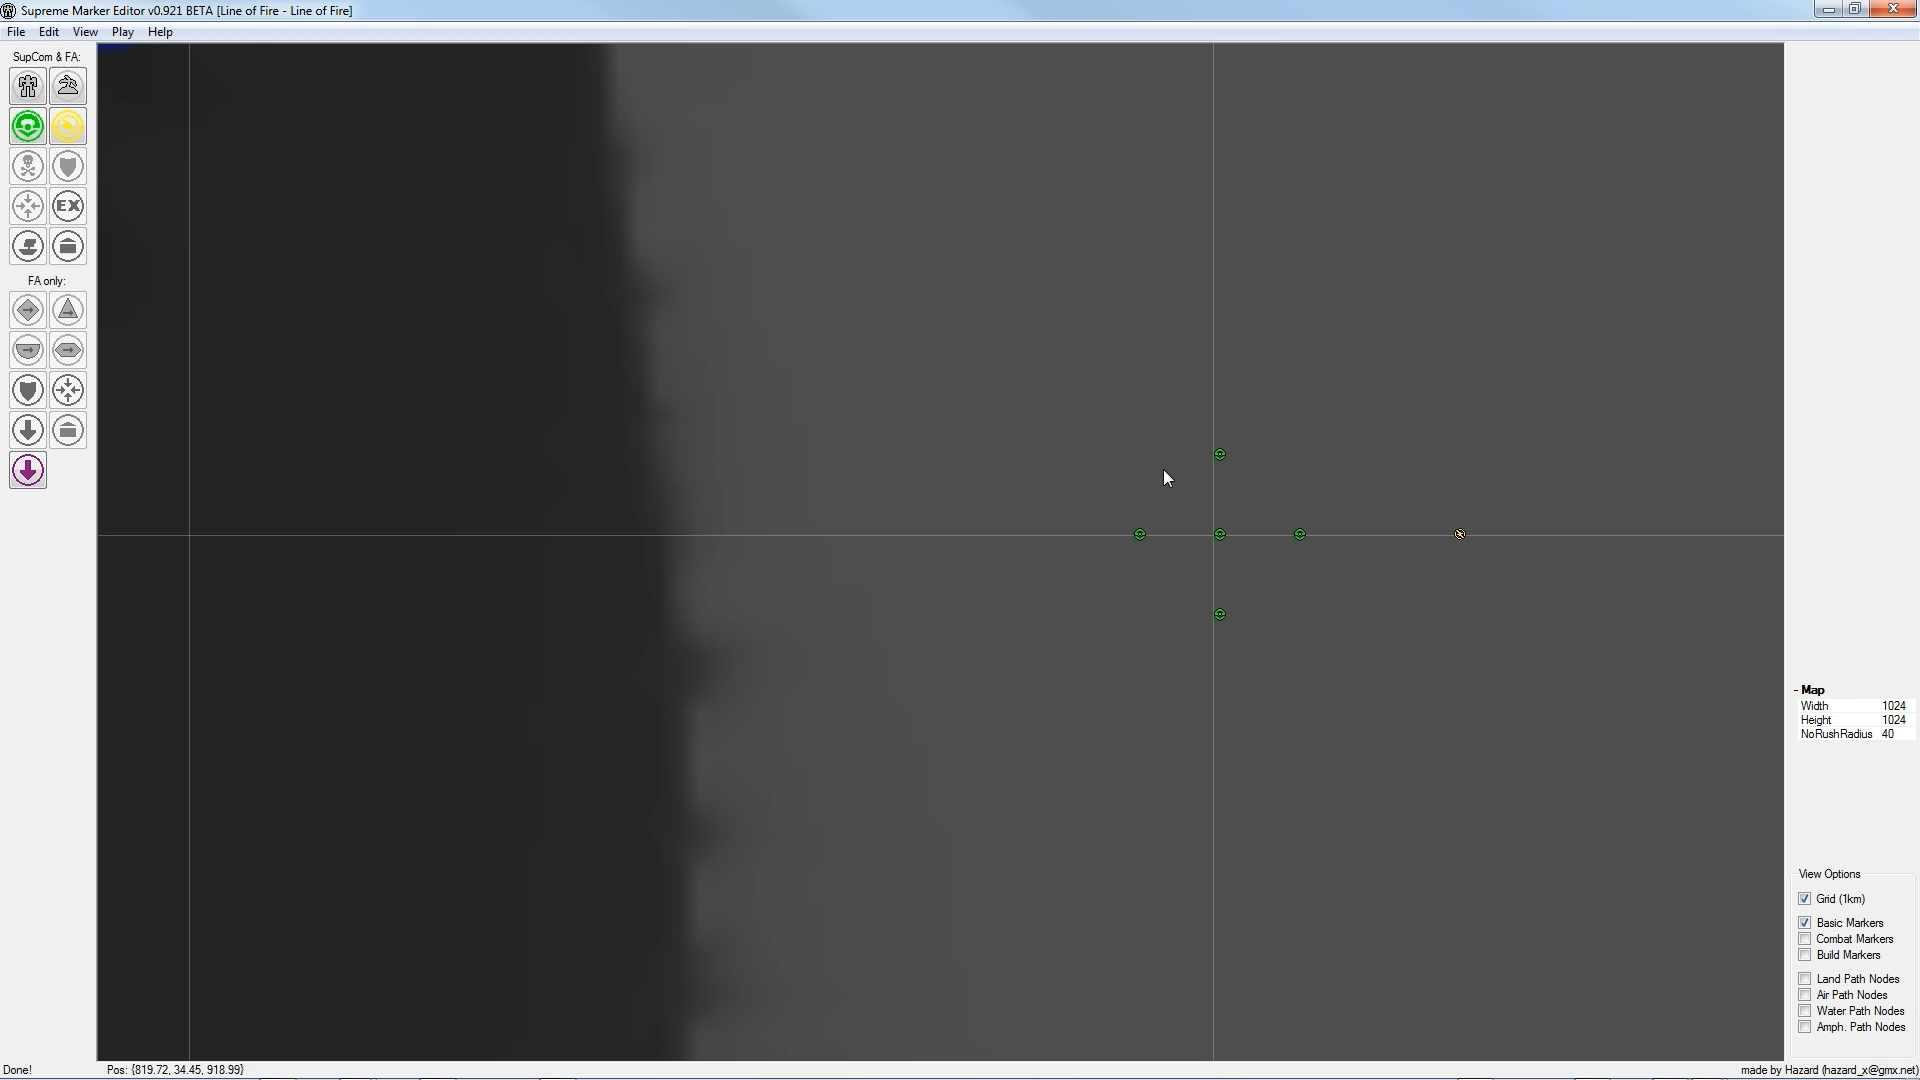 Supreme Marker Editor v0.921 BETA [Line of Fire - Line of Fire]
File Edit View Play Help
SupCom & FA:
EX
FA only:
- Map
Width 1024
Height 1024
NoRushRadius 40
View Options
Grid (1km)
Basic Markers
Combat Markers
Build Markers
Land Path Nodes
Air Path Nodes
Water Path Nodes
Amph. Path Nodes
Done! Pos: {819.72, 34.45, 918.99} made by Hazard (hazard_x@gmx.net)